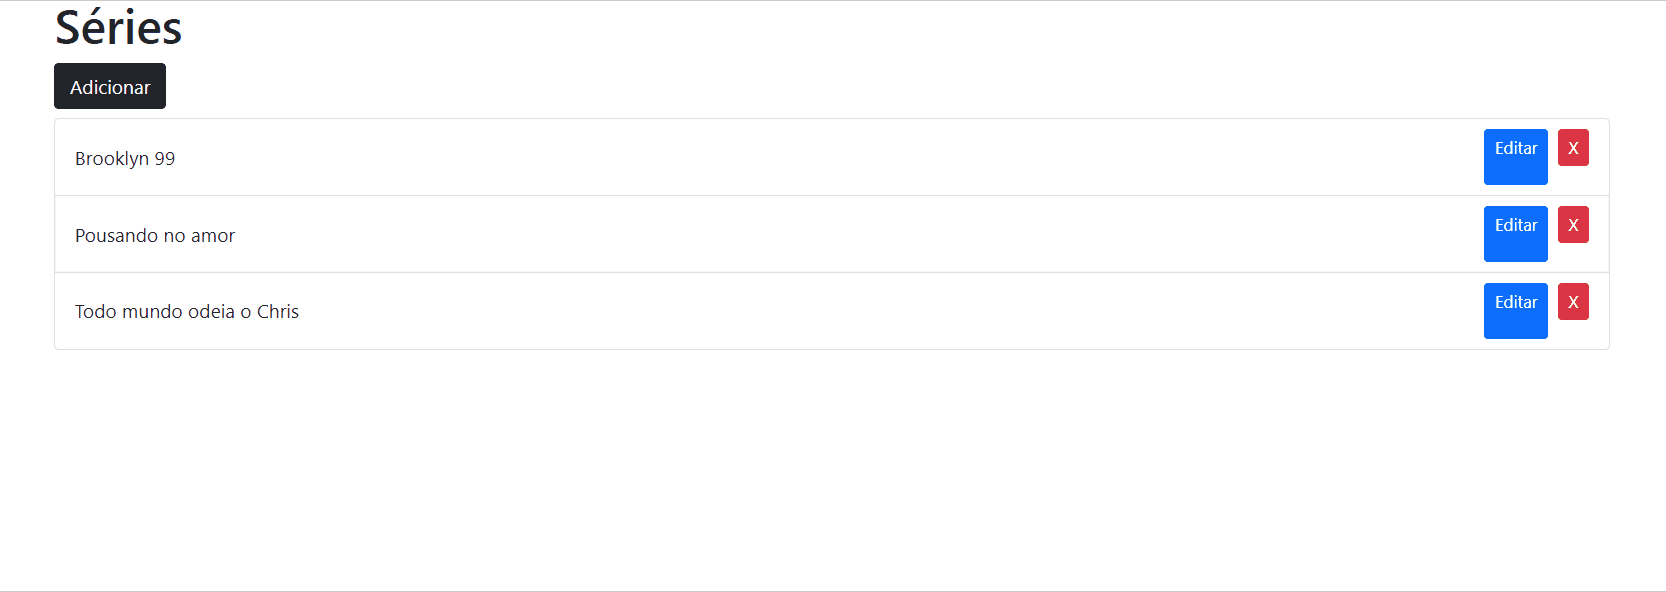 Séries
Adicionar
Brooklyn 99 Editar X
Pousando no amor Editar X
Todo mundo odeia o Chris Editar X